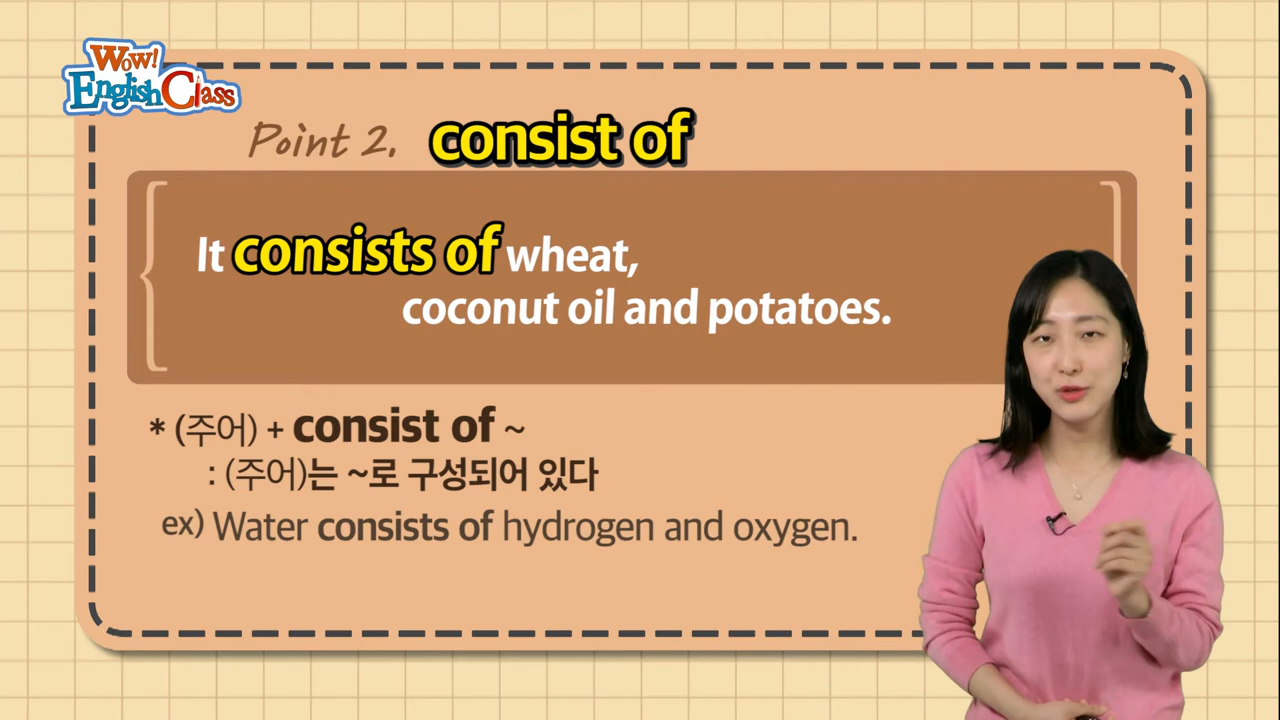 Wow!
English Class
Point 2. consist of
It consists of wheat,
coconut oil and potatoes.
* (주어) + consist of ~
: (주어)는 ~로 구성되어 있다
ex) Water consists of hydrogen and oxygen.